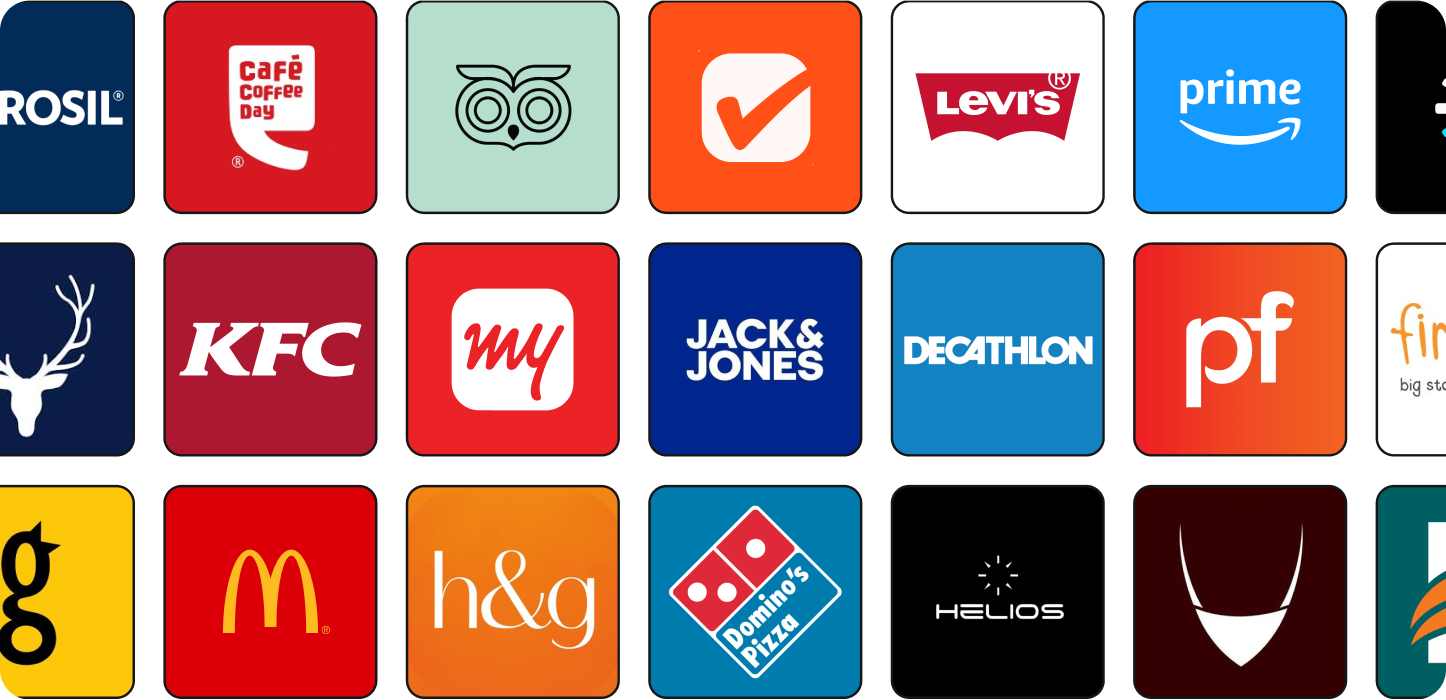 ROSIL®
Café
Coffee
Day
®
LEVI'S
®
prime
KFC
my
JACK&
JONES
DECATHLON
pf
fir
big sto
g
M
®
h&g
Domino's
Pizza
HELIOS